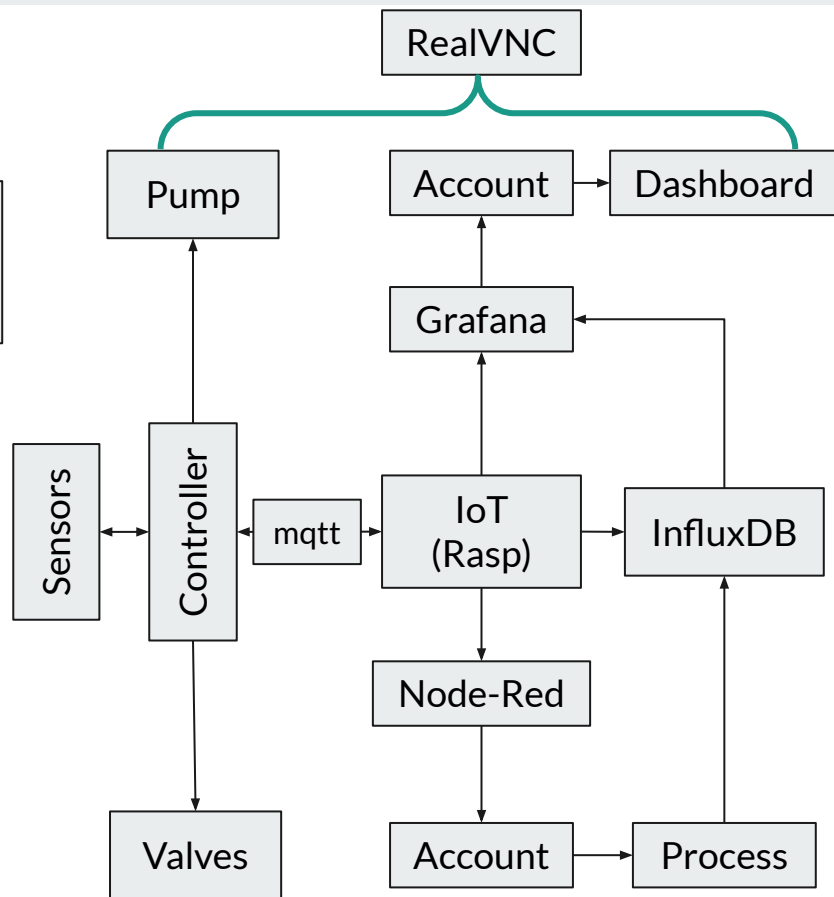 RealVNC
Pump
Account
Dashboard
Grafana
Sensors
Controller
mqtt
IoT
(Rasp)
InfluxDB
Node-Red
Valves
Account
Process